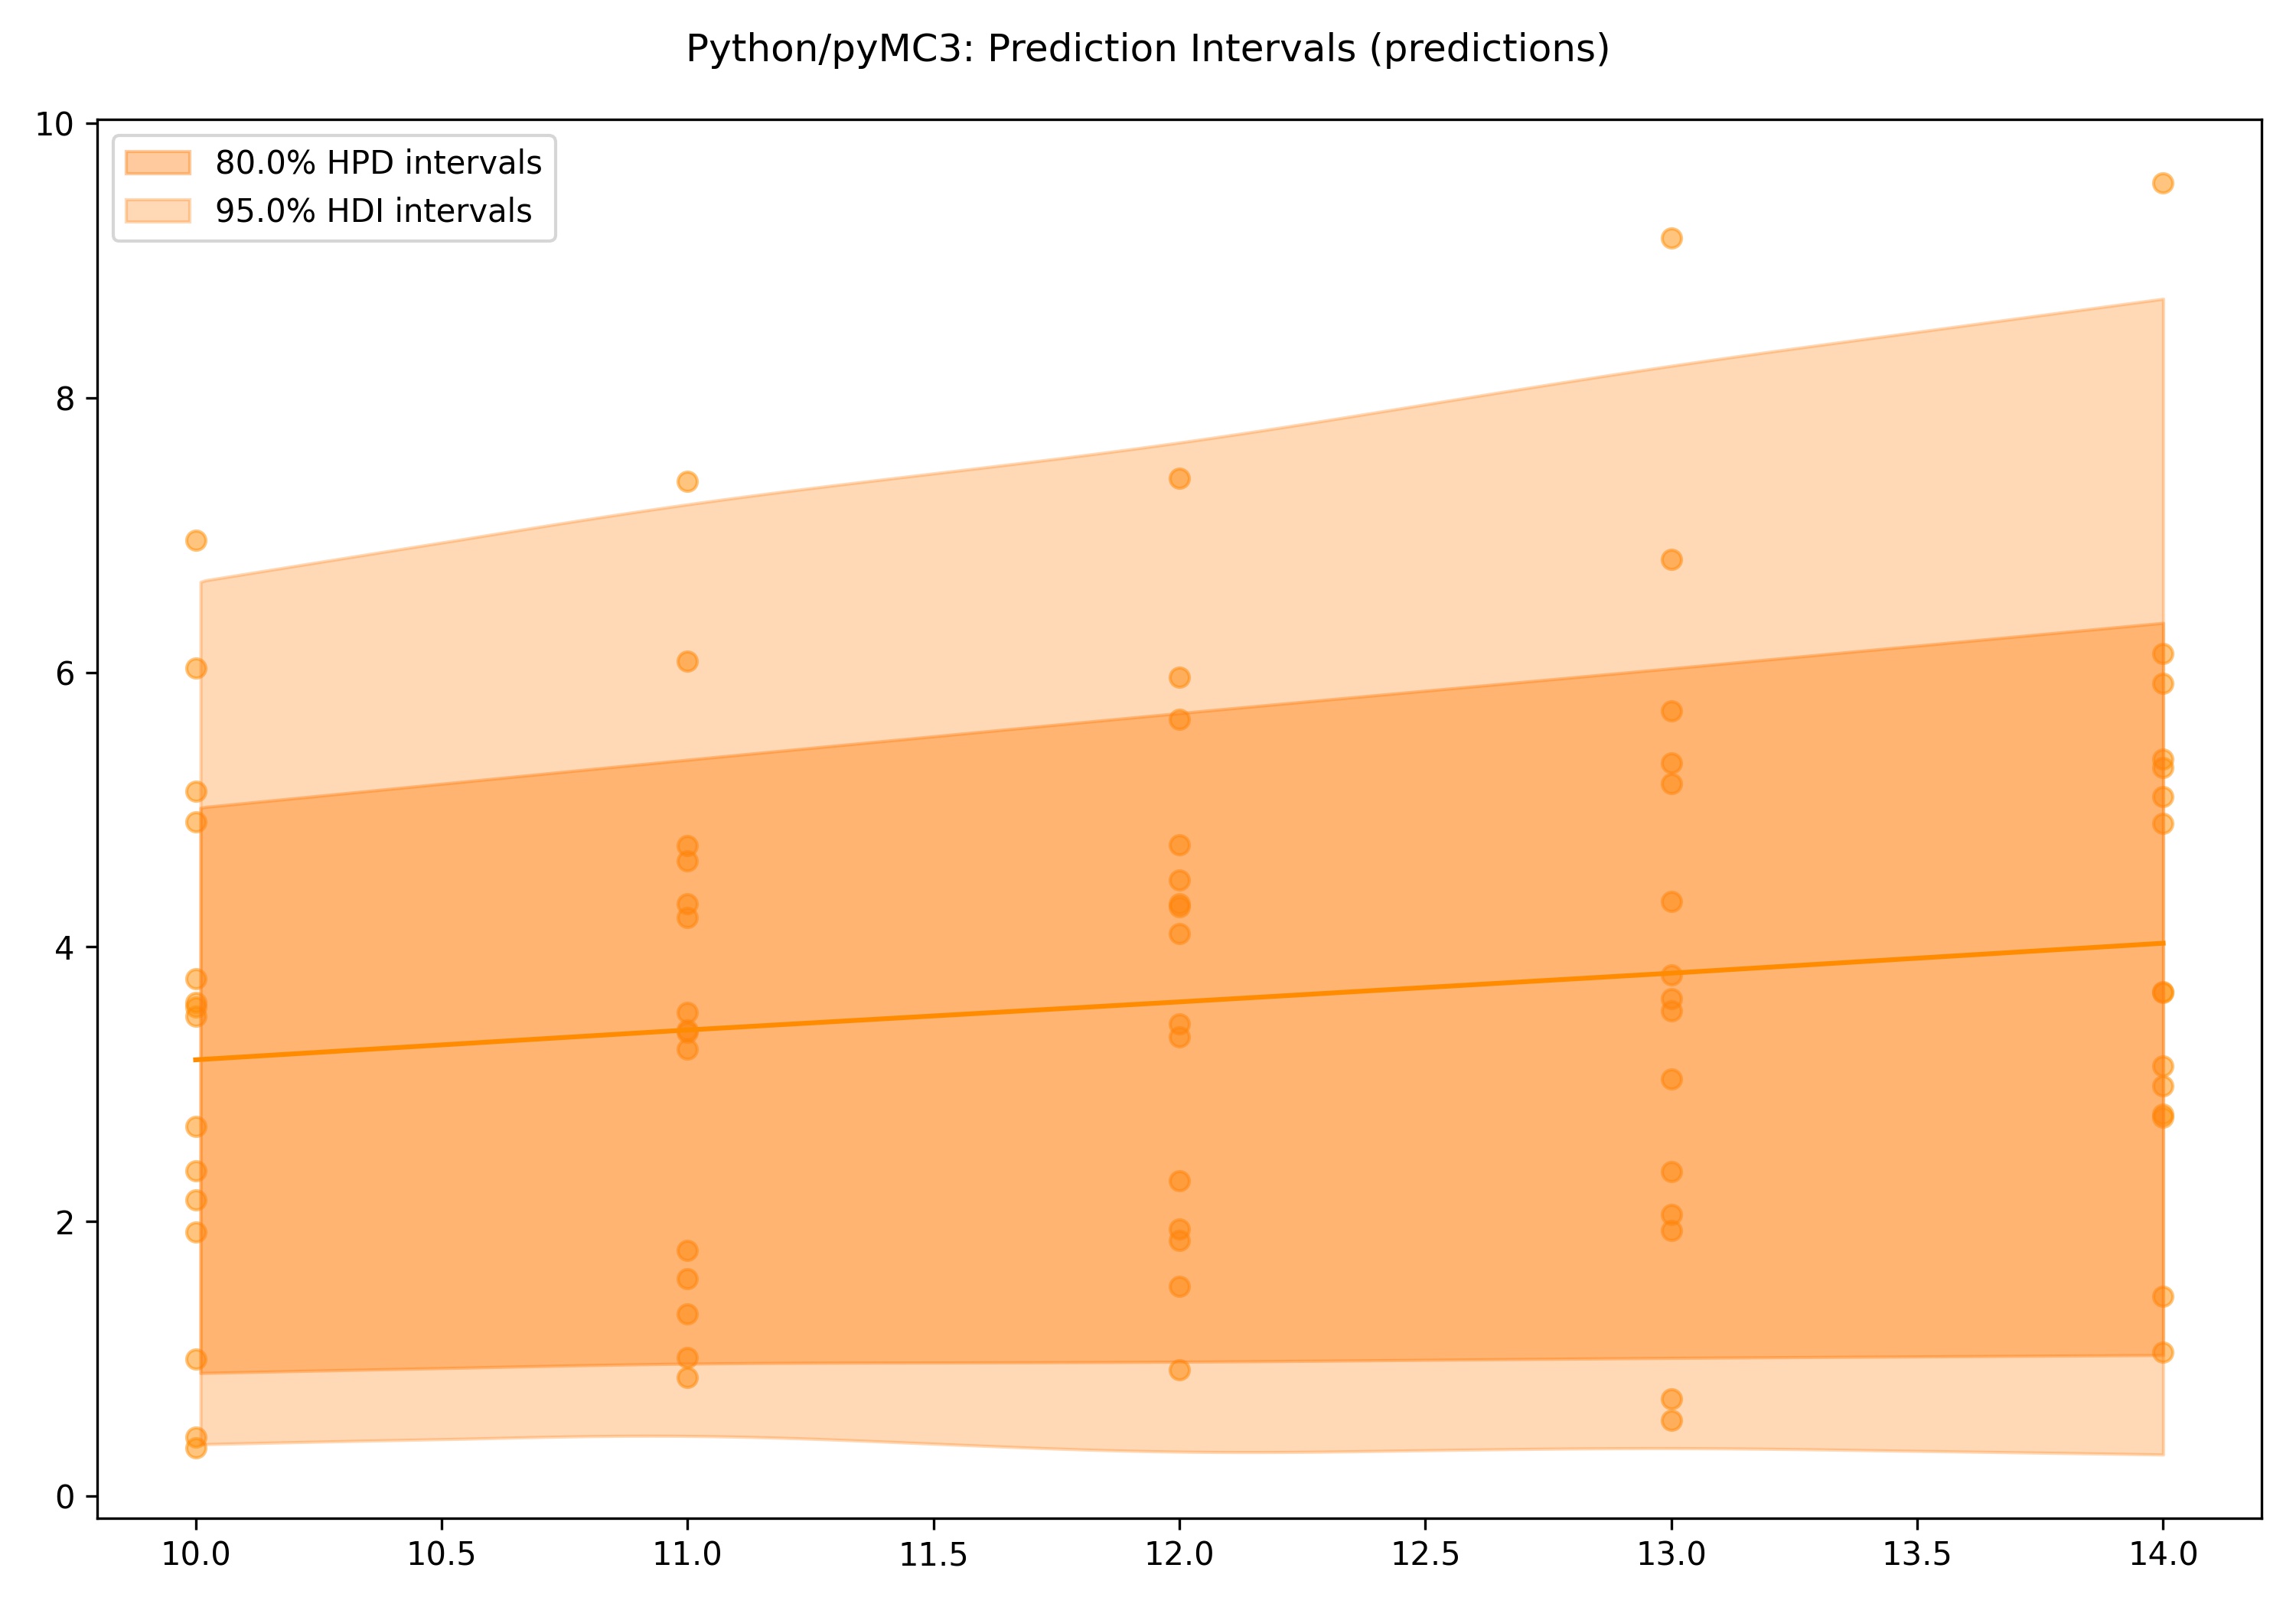 Python/pyMC3: Prediction Intervals (predictions)
80.0% HPD intervals
95.0% HDI intervals
10
8
6
4
2
0
10.0 10.5 11.0 11.5 12.0 12.5 13.0 13.5 14.0